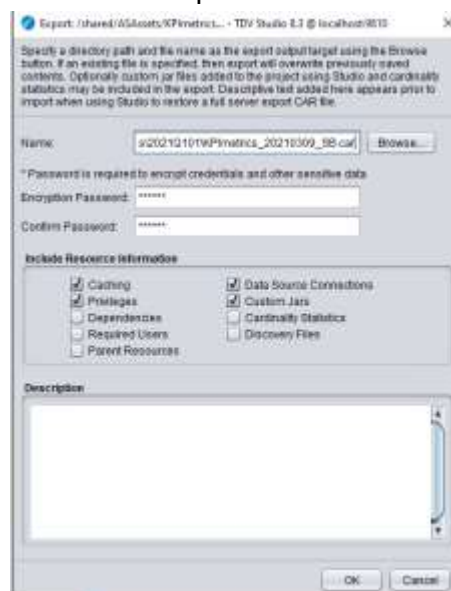 Export: /shared/ASAssets/KPImetrics... - TDV Studio 8.3 @ localhost:9610
Specify a directory path and file name as the export output target using the Browse
button. If an existing file is specified, then export will overwrite previously saved
contents. Optionally custom jar files added to the project using Studio and cardinality
statistics may be included in the export. Descriptive text added here appears prior to
import when using Studio to restore a full server export CAR file.
Name: s\2021Q101\KPImetrics_20210309_SB.car Browse...
* Password is required to encrypt credentials and other sensitive data
Encryption Password: ******
Confirm Password: ******
Include Resource Information
Caching Data Source Connections
Privileges Custom Jars
Dependencies Cardinality Statistics
Required Users Discovery Files
Parent Resources
Description
OK Cancel